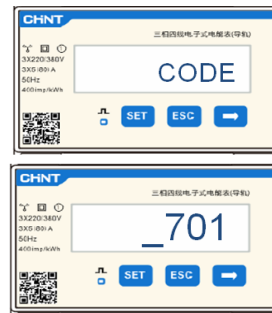 CHNT
三相四线电子式电能表(导轨)
3X220/380V
3X5(80)A
50Hz
400imp/kWh
CODE
SET
ESC
CHNT
三相四线电子式电能表(导轨)
3X220/380V
3X5(80)A
50Hz
400imp/kWh
_701
SET
ESC